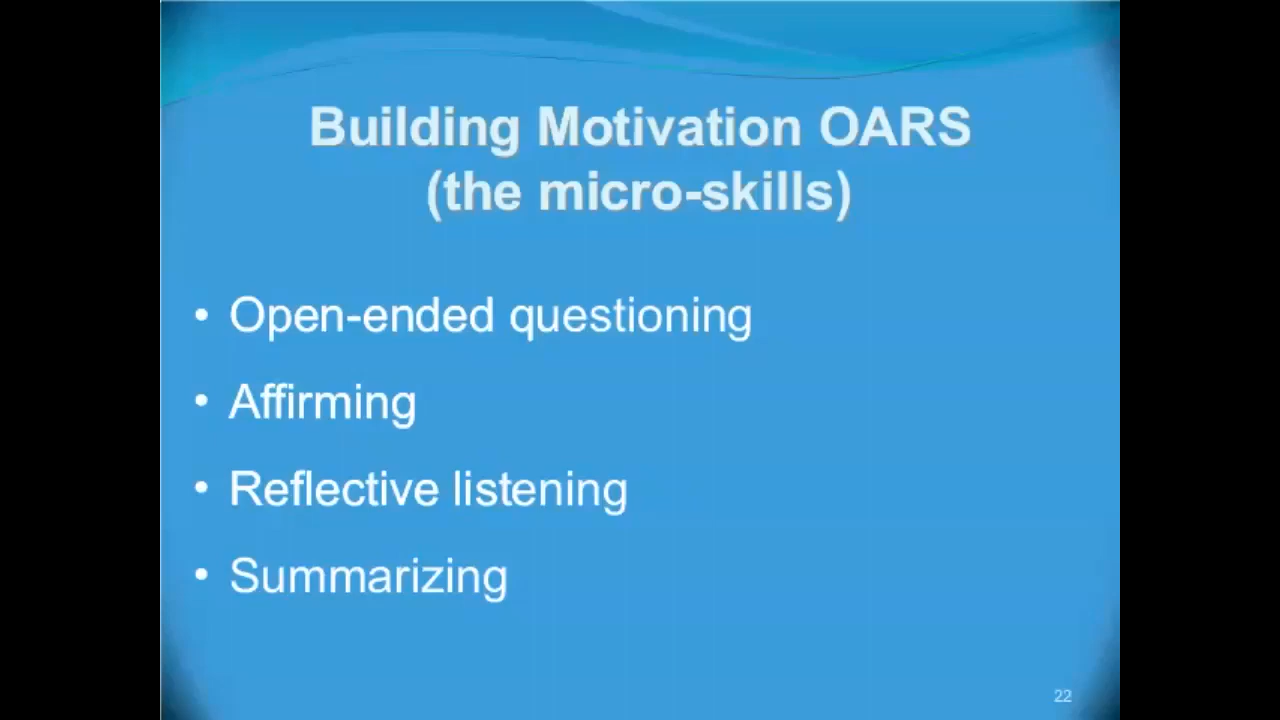 Building Motivation OARS
(the micro-skills)
• Open-ended questioning
• Affirming
• Reflective listening
• Summarizing
22